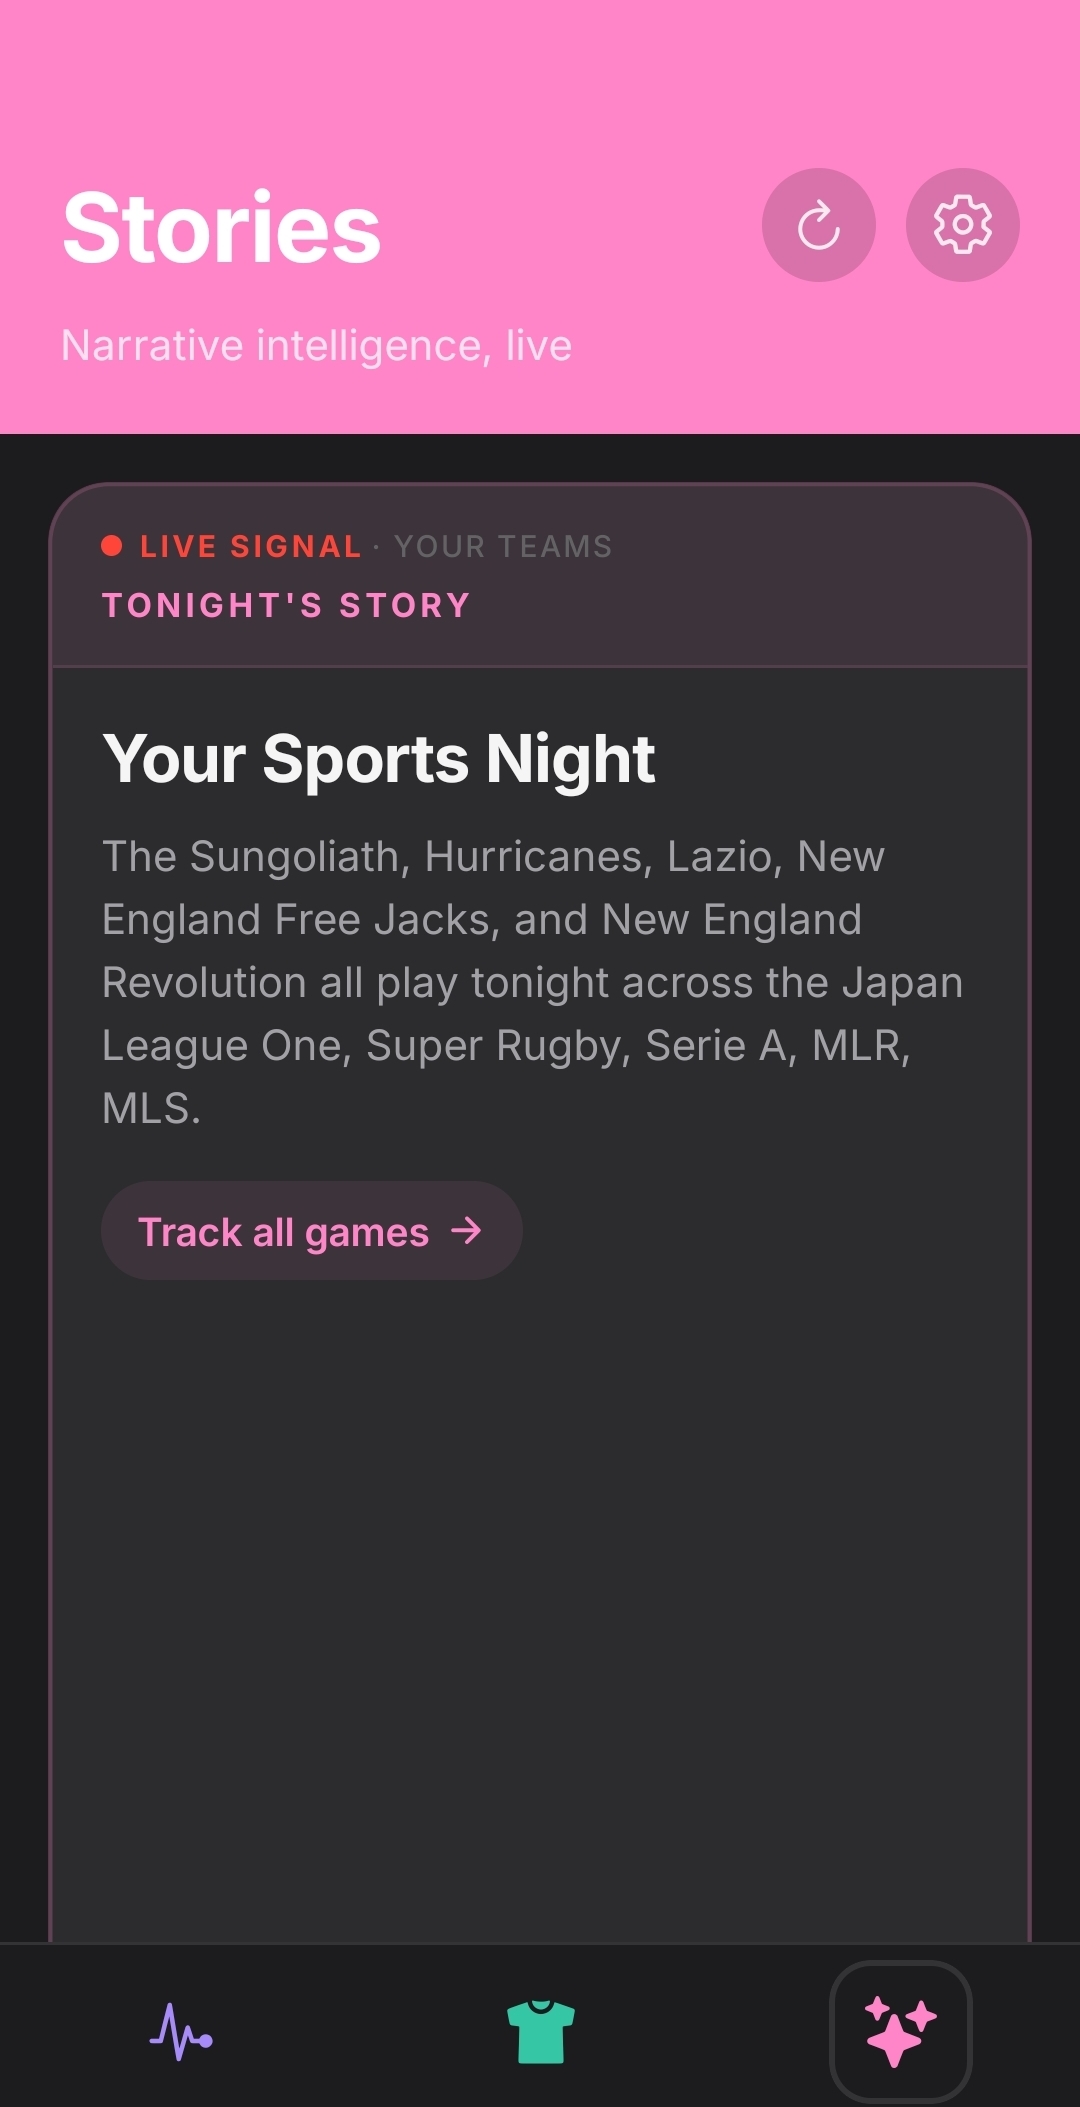 Stories
Narrative intelligence, live
LIVE SIGNAL · YOUR TEAMS
TONIGHT'S STORY
Your Sports Night
The Sungoliath, Hurricanes, Lazio, New
England Free Jacks, and New England
Revolution all play tonight across the Japan
League One, Super Rugby, Serie A, MLR,
MLS.
Track all games →